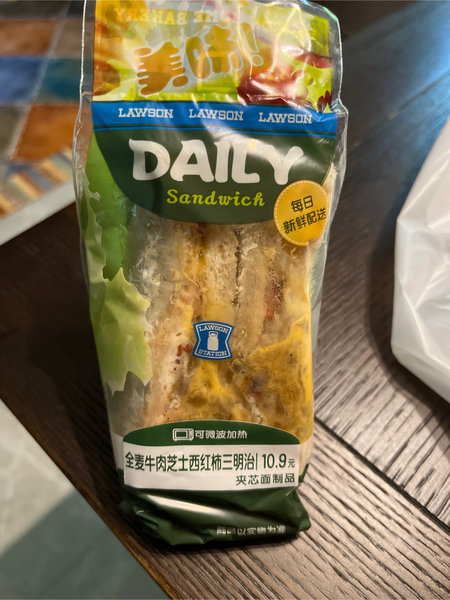 BAKERY
美味!
LAWSON LAWSON LAWSON
DAILY
Sandwich
每日
新鲜配送
LAWSON
STATION
可微波加热
全麦牛肉芝士西红柿三明治 10.9元
夹芯面制品